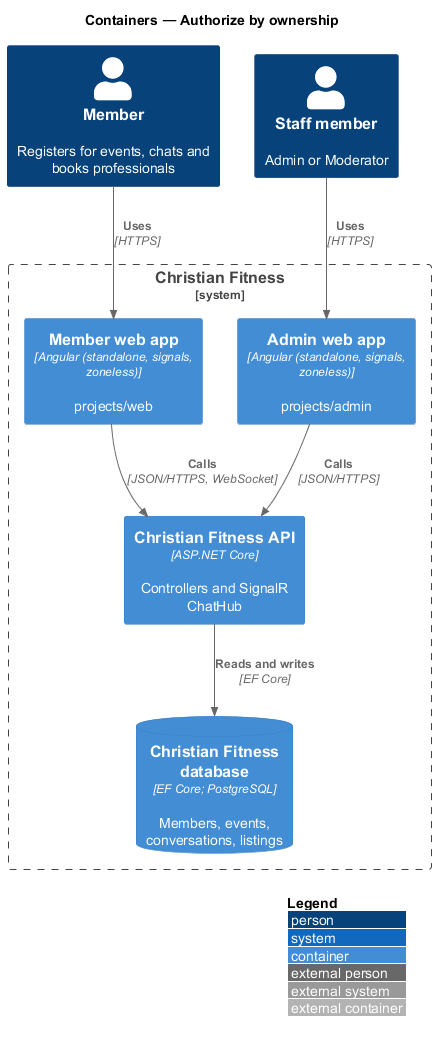 Containers — Authorize by ownership
Member
Registers for events, chats and
books professionals
Staff member
Admin or Moderator
Uses
[HTTPS]
Uses
[HTTPS]
Christian Fitness
[system]
Member web app
[Angular (standalone, signals,
zoneless)]
projects/web
Admin web app
[Angular (standalone, signals,
zoneless)]
projects/admin
Calls
[JSON/HTTPS, WebSocket]
Calls
[JSON/HTTPS]
Christian Fitness API
[ASP.NET Core]
Controllers and SignalR
ChatHub
Reads and writes
[EF Core]
Christian Fitness
database
[EF Core; PostgreSQL]
Members, events,
conversations, listings
Legend
person
system
container
external person
external system
external container